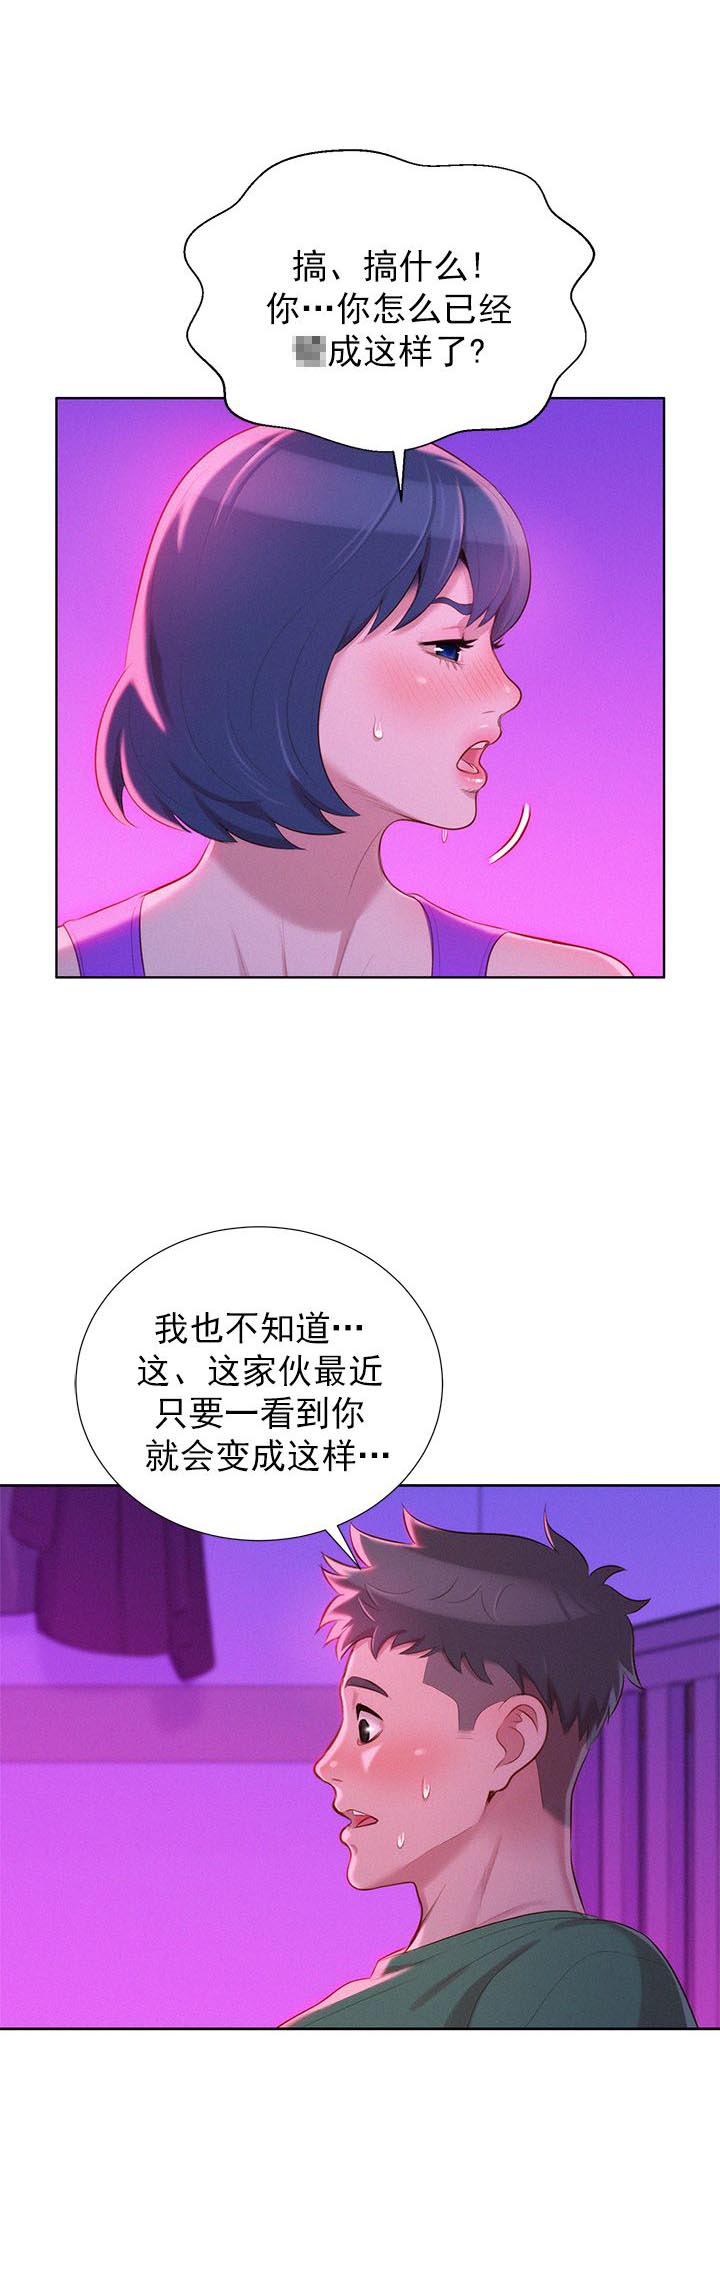 搞、搞什么!
你…你怎么已经
成这样了?
我也不知道…
这、这家伙最近
只要一看到你
就会变成这样…